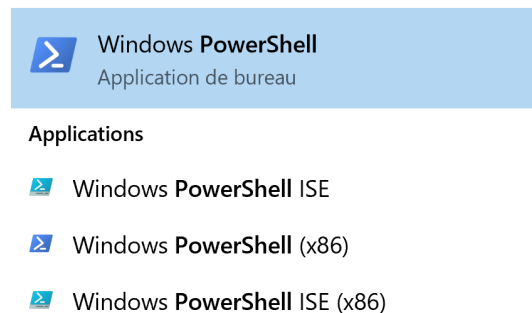 Windows PowerShell
Application de bureau
Applications
Windows PowerShell ISE
Windows PowerShell (x86)
Windows PowerShell ISE (x86)